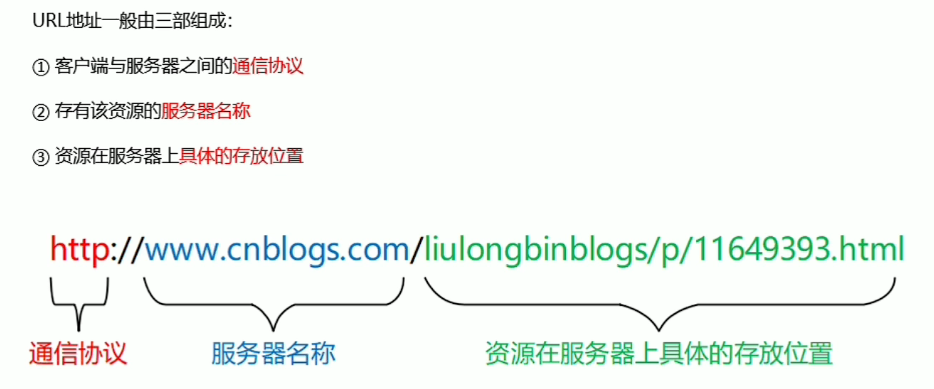 URL地址一般由三部组成：
① 客户端与服务器之间的通信协议
② 存有该资源的服务器名称
③ 资源在服务器上具体的存放位置
http://www.cnblogs.com/liulongbinblogs/p/11649393.html
通信协议 服务器名称 资源在服务器上具体的存放位置